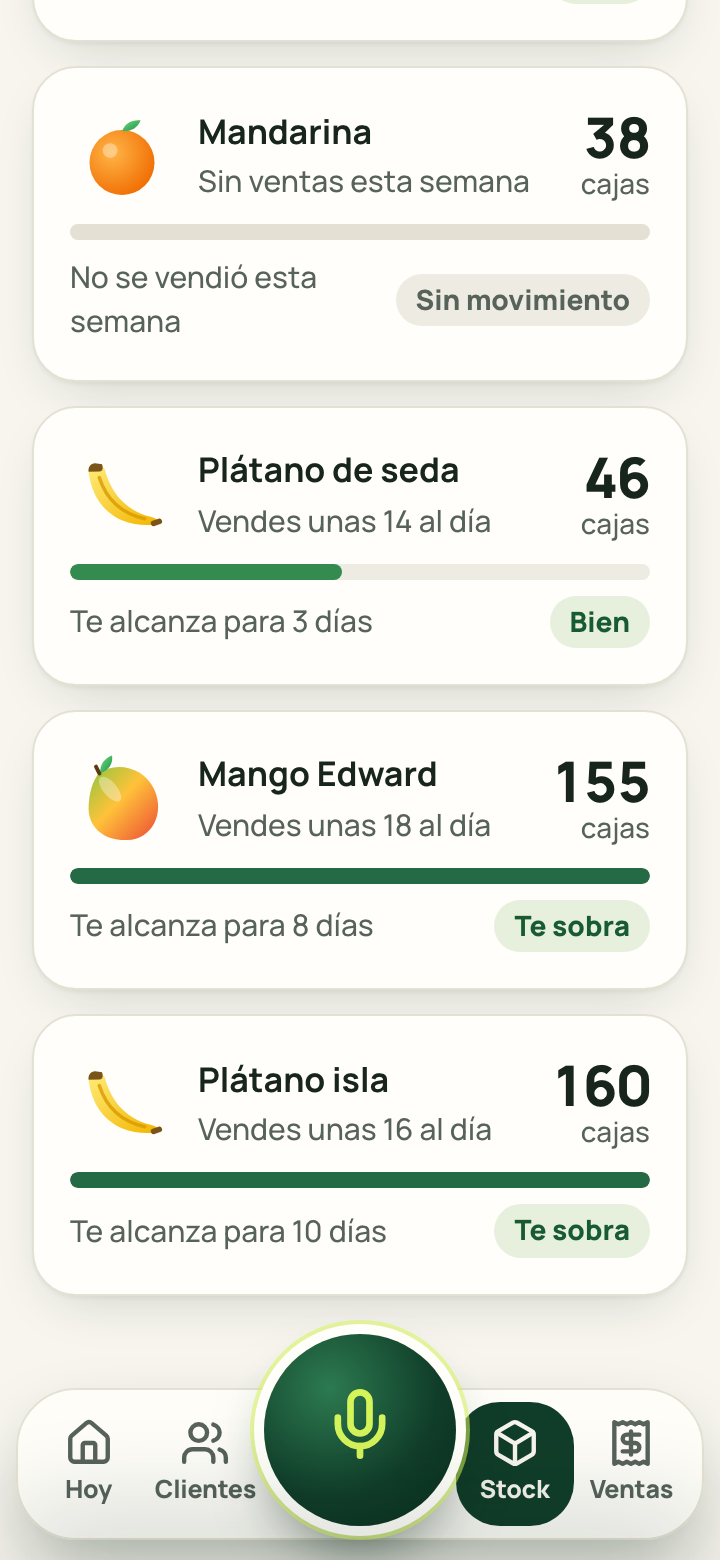 Mandarina
38
Sin ventas esta semana
cajas
No se vendió esta
semana
Sin movimiento
Plátano de seda
46
Vendes unas 14 al día
cajas
Te alcanza para 3 días
Bien
Mango Edward
155
Vendes unas 18 al día
cajas
Te alcanza para 8 días
Te sobra
Plátano isla
160
Vendes unas 16 al día
cajas
Te alcanza para 10 días
Te sobra
Hoy
Clientes
Stock
Ventas